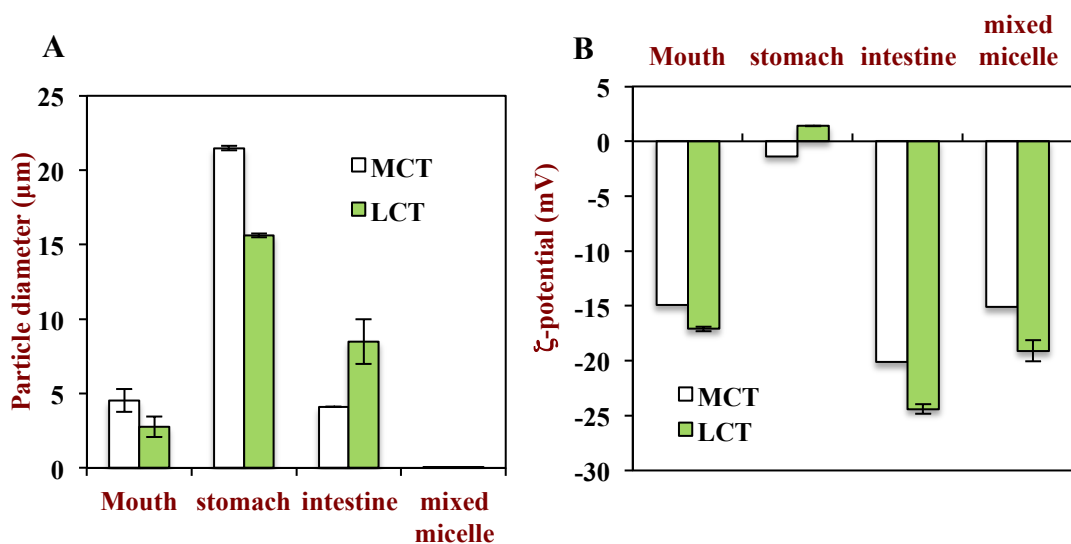 A
Particle diameter (µm)
25
20
15
10
5
0
MCT
LCT
Mouth stomach intestine mixed
micelle
B
mixed
Mouth stomach intestine micelle
ζ-potential (mV)
5
0
-5
-10
-15
-20
-25
-30
MCT
LCT